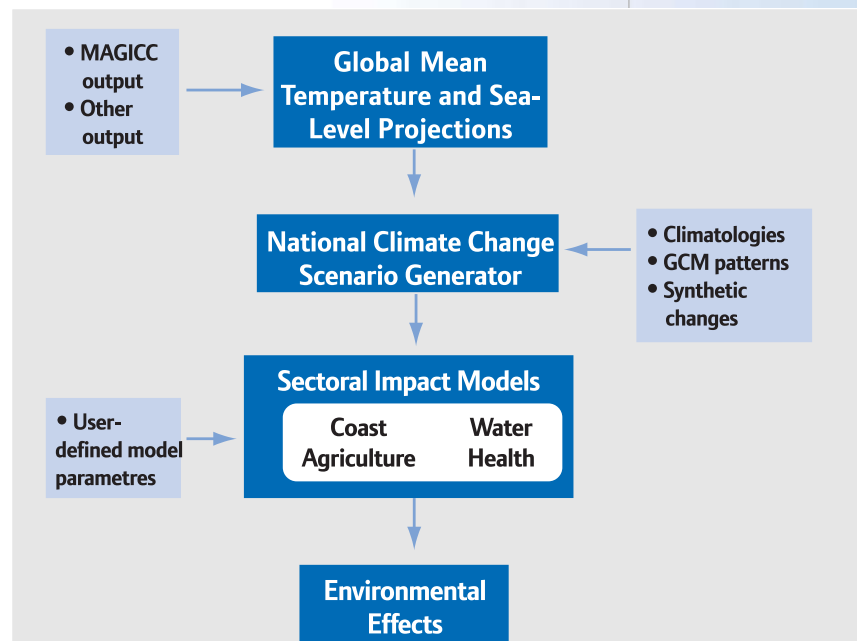 • MAGICC
output
• Other
output
Global Mean
Temperature and Sea-
Level Projections
National Climate Change
Scenario Generator
• Climatologies
• GCM patterns
• Synthetic
changes
Sectoral Impact Models
Coast Water
Agriculture Health
• User-
defined model
parametres
Environmental
Effects